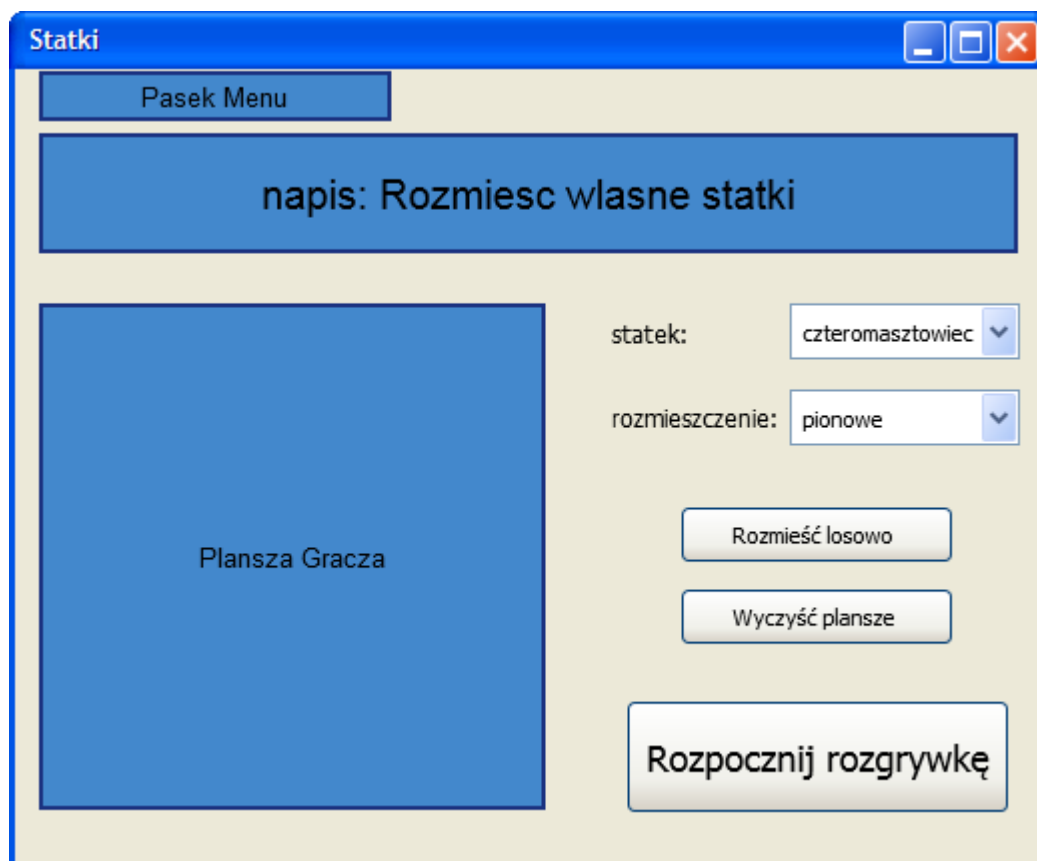 Statki
Pasek Menu
napis: Rozmiesc wlasne statki
statek:
czteromasztowiec
rozmieszczenie:
pionowe
Plansza Gracza
Rozmieść losowo
Wyczyść plansze
Rozpocznij rozgrywkę